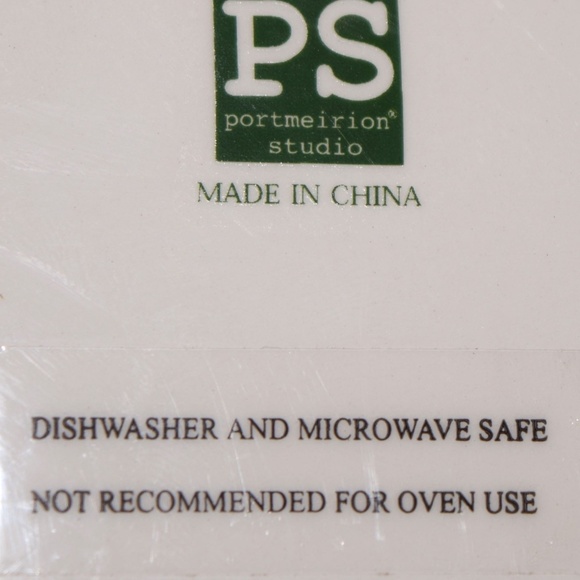 PS
portmeirion®
studio
MADE IN CHINA
DISHWASHER AND MICROWAVE SAFE
NOT RECOMMENDED FOR OVEN USE